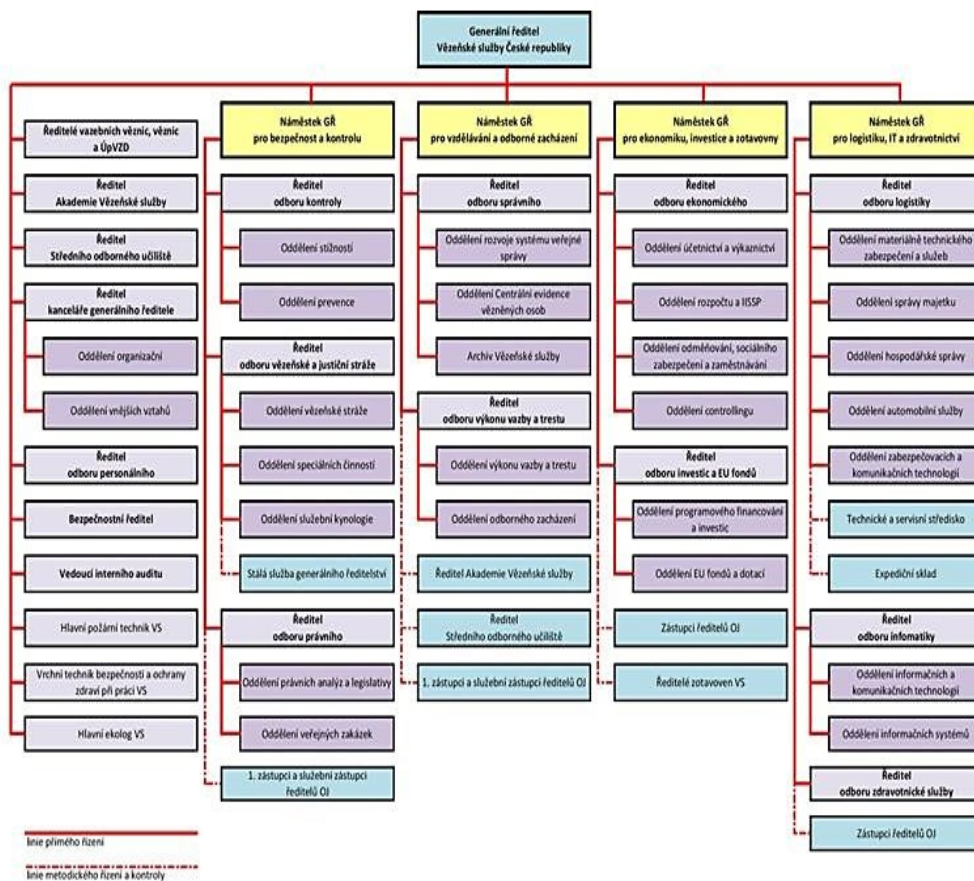 Generální ředitel
Vězeňské služby České republiky
Ředitelé vazebních věznic, věznic
a ÚpVZD
Ředitel
Akademie Vězeňské služby
Ředitel
Středního odborného učiliště
Ředitel
kanceláře generálního ředitele
Oddělení organizační
Oddělení vnějších vztahů
Ředitel
odboru personálního
Bezpečnostní ředitel
Vedoucí interního auditu
Hlavní požární technik VS
Vrchní technik bezpečnosti a ochrany
zdraví při práci VS
Hlavní ekolog VS
Náměstek GŘ
pro bezpečnost a kontrolu
Ředitel
odboru kontroly
Oddělení stížností
Oddělení prevence
Ředitel
odboru vězeňské a justiční stráže
Oddělení vězeňské stráže
Oddělení speciálních činností
Oddělení služební kynologie
Stálá služba generálního ředitelství
Ředitel
odboru právního
Oddělení právních analýz a legislativy
Oddělení veřejných zakázek
1. zástupci a služební zástupci
ředitelů OJ
Náměstek GŘ
pro vzdělávání a odborné zacházení
Ředitel
odboru správního
Oddělení rozvoje systému veřejné
správy
Oddělení Centrální evidence
vězněných osob
Archiv Vězeňské služby
Ředitel
odboru výkonu vazby a trestu
Oddělení výkonu vazby a trestu
Oddělení odborného zacházení
Ředitel Akademie Vězeňské služby
Ředitel
Středního odborného učiliště
1. zástupci a služební zástupci ředitelů OJ
Náměstek GŘ
pro ekonomiku, investice a zotavovny
Ředitel
odboru ekonomického
Oddělení účetnictví a výkaznictví
Oddělení rozpočtu a IISSP
Oddělení odměňování, sociálního
zabezpečení a zaměstnávání
Oddělení controllingu
Ředitel
odboru investic a EU fondů
Oddělení programového financování
a investic
Oddělení EU fondů a dotací
Zástupci ředitelů OJ
Ředitelé zotavoven VS
Náměstek GŘ
pro logistiku, IT a zdravotnictví
Ředitel
odboru logistiky
Oddělení materiálně technického
zabezpečení a služeb
Oddělení správy majetku
Oddělení hospodářské správy
Oddělení automobilní služby
Oddělení zabezpečovacích a
komunikačních technologií
Technické a servisní středisko
Expediční sklad
Ředitel
odboru infomatiky
Oddělení informačních a
komunikačních technologií
Oddělení informačních systémů
Ředitel
odboru zdravotnické služby
Zástupci ředitelů OJ
linie přímého řízení
linie metodického řízení a kontroly